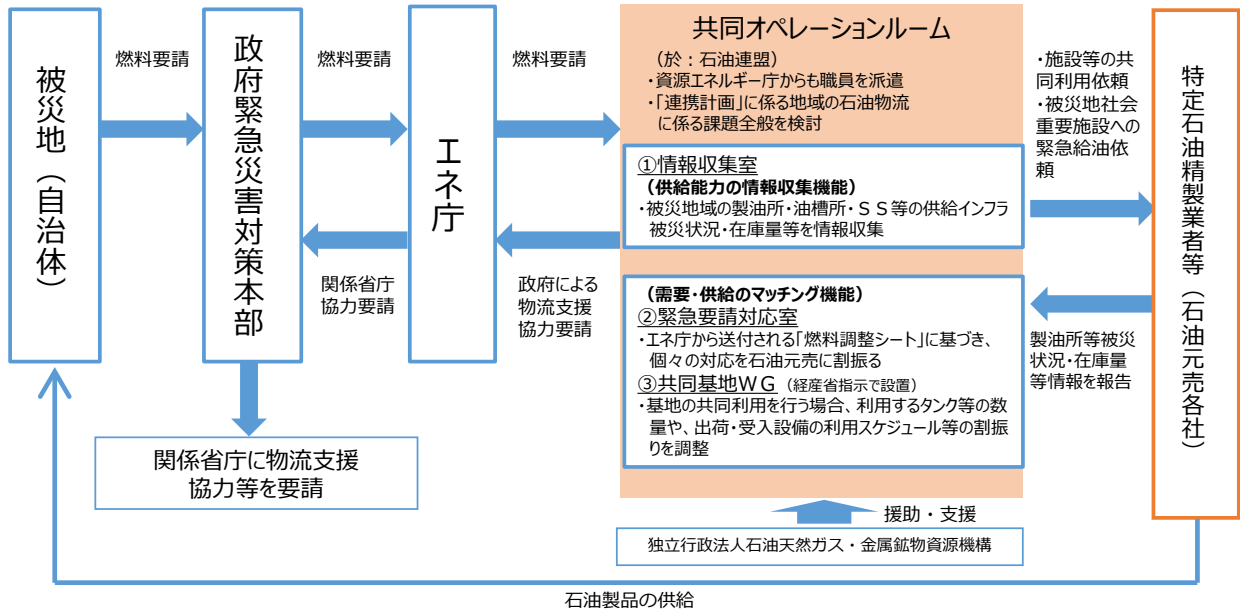 被災地（自治体）
燃料要請
政府緊急災害対策本部
燃料要請
関係省庁
協力要請
関係省庁に物流支援
協力等を要請
エネ庁
燃料要請
政府による
物流支援
協力要請
共同オペレーションルーム
（於：石油連盟）
・資源エネルギー庁からも職員を派遣
・「連携計画」に係る地域の石油物流
に係る課題全般を検討
①情報収集室
（供給能力の情報収集機能）
・被災地域の製油所・油槽所・ＳＳ等の供給インフラ
被災状況・在庫量等を情報収集
（需要・供給のマッチング機能）
②緊急要請対応室
・エネ庁から送付される「燃料調整シート」に基づき、
個々の対応を石油元売に割振る
③共同基地ＷＧ（経産省指示で設置）
・基地の共同利用を行う場合、利用するタンク等の数
量や、出荷・受入設備の利用スケジュール等の割振
りを調整
援助・支援
独立行政法人石油天然ガス・金属鉱物資源機構
・施設等の共
同利用依頼
・被災地社会
重要施設への
緊急給油依
頼
製油所等被災
状況・在庫量
等情報を報告
特定石油精製業者等（石油元売各社）
石油製品の供給